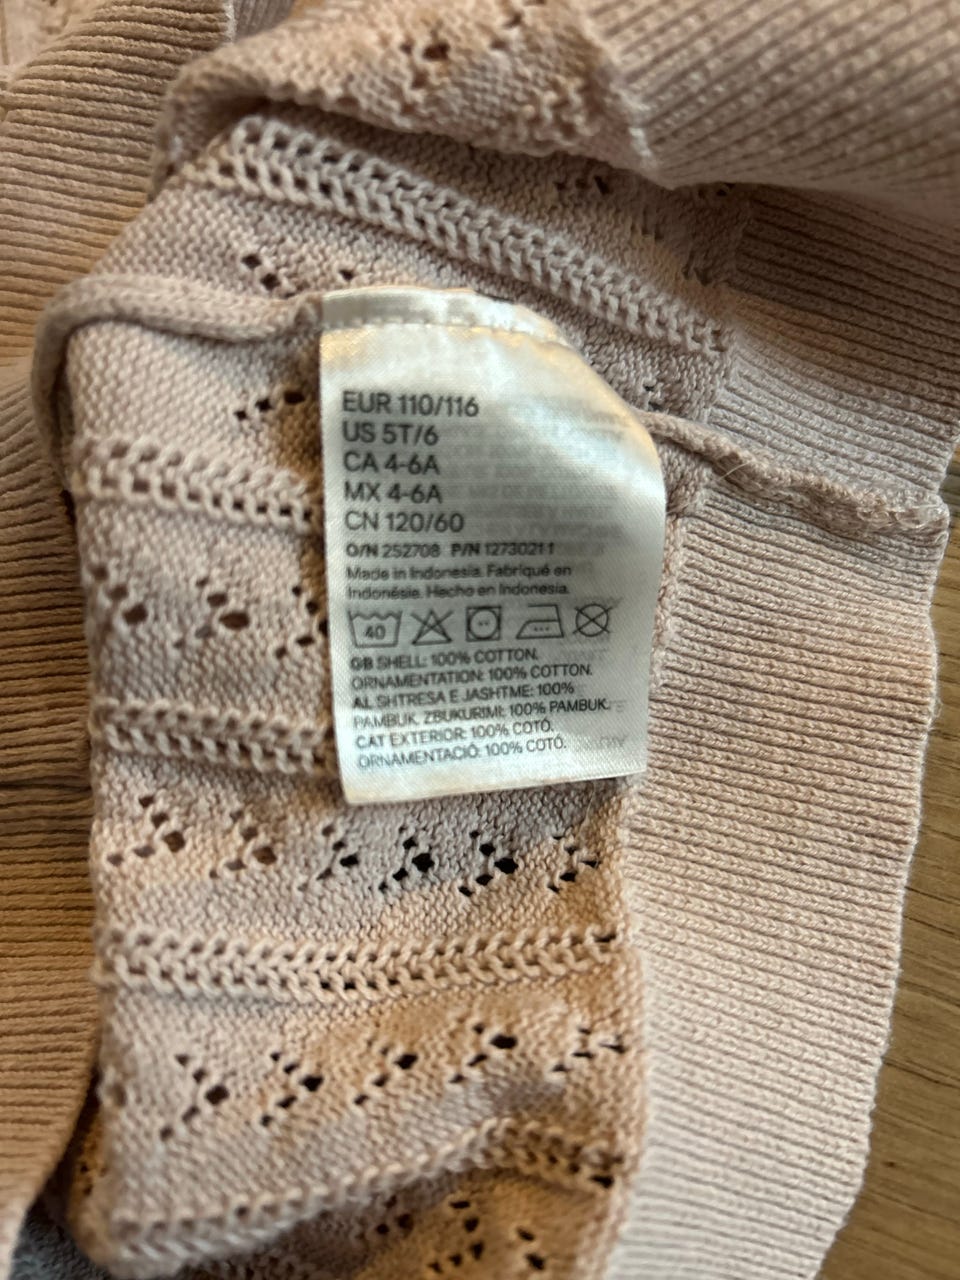 EUR 110/116
US 5T/6
CA 4-6A
MX 4-6A
CN 120/60
O/N 252708 P/N 12730211
Made in Indonesia. Fabriqué en
Indonésie. Hecho en Indonesia.
40
GB SHELL: 100% COTTON.
ORNAMENTATION: 100% COTTON.
AL SHTRESA E JASHTME: 100%
PAMBUK. ZBUKURIMI: 100% PAMBUK.
CAT EXTERIOR: 100% COTÓ.
ORNAMENTACIÓ: 100% COTÓ.